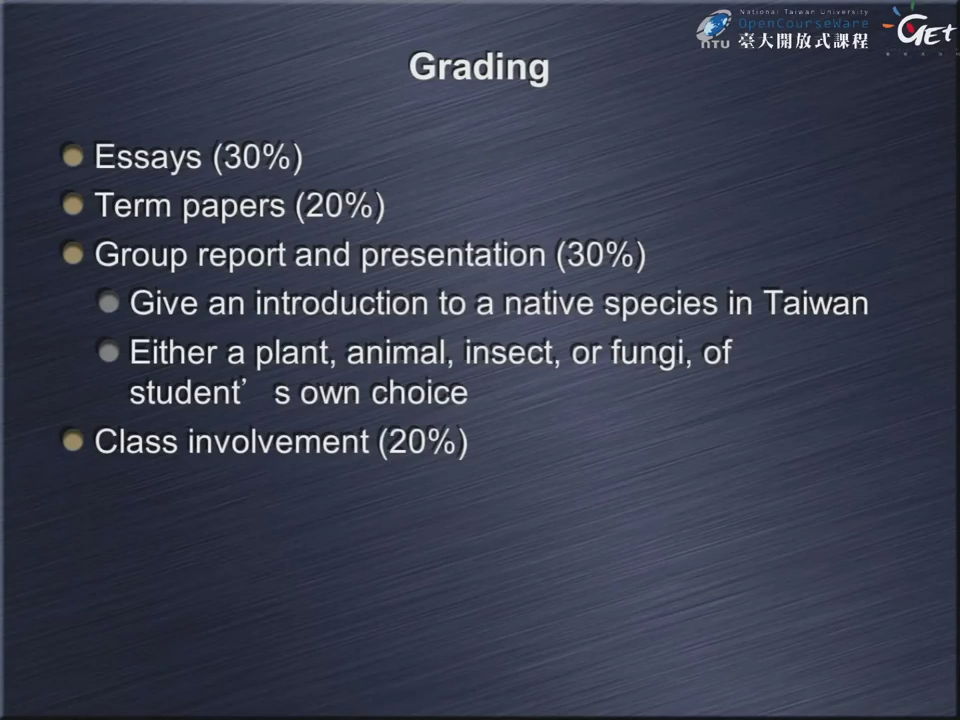 National Taiwan University
OpenCourseWare
NTU 臺大開放式課程
GET
Grading
Essays (30%)
Term papers (20%)
Group report and presentation (30%)
Give an introduction to a native species in Taiwan
Either a plant, animal, insect, or fungi, of
student’ s own choice
Class involvement (20%)